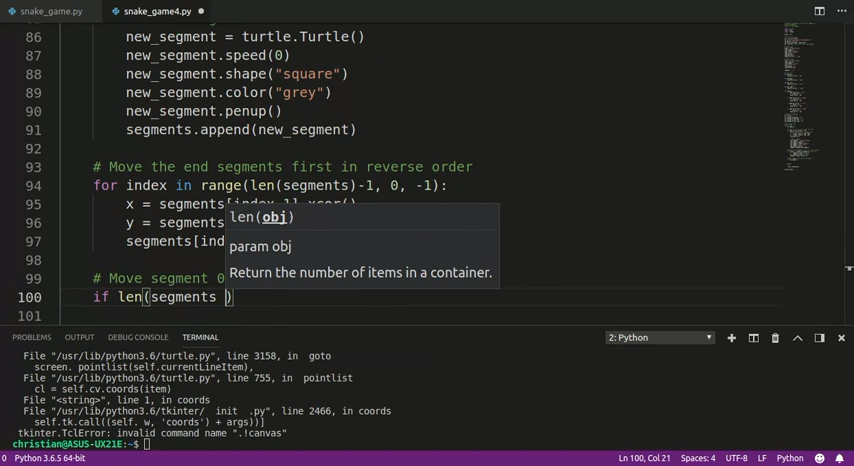 snake_game.py
snake_game4.py
86 new_segment = turtle.Turtle()
87 new_segment.speed(0)
88 new_segment.shape("square")
89 new_segment.color("grey")
90 new_segment.penup()
91 segments.append(new_segment)
92
93 # Move the end segments first in reverse order
94 for index in range(len(segments)-1, 0, -1):
95 x = segments[index-1].xcor()
96 y = segments
97 segments[ind
len(obj)
param obj
Return the number of items in a container.
98
99 # Move segment 0
100 if len(segments )
101
PROBLEMS OUTPUT DEBUG CONSOLE TERMINAL 2: Python
File "/usr/lib/python3.6/turtle.py", line 3158, in goto
screen. pointlist(self.currentLineItem),
File "/usr/lib/python3.6/turtle.py", line 755, in pointlist
cl = self.cv.coords(item)
File "<string>", line 1, in coords
File "/usr/lib/python3.6/tkinter/ init .py", line 2466, in coords
self.tk.call((self. w, 'coords') + args))]
tkinter.TclError: invalid command name ".!canvas"
christian@ASUS-UX21E:~$
0 Python 3.6.5 64-bit Ln 100, Col 21 Spaces: 4 UTF-8 LF Python